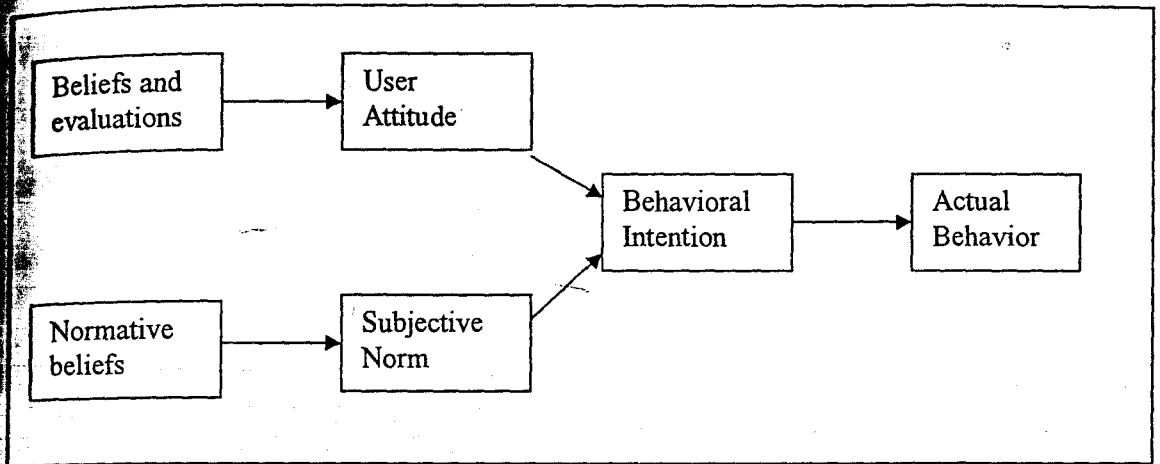 Beliefs and
evaluations
User
Attitude
Behavioral
Intention
Actual
Behavior
Normative
beliefs
Subjective
Norm